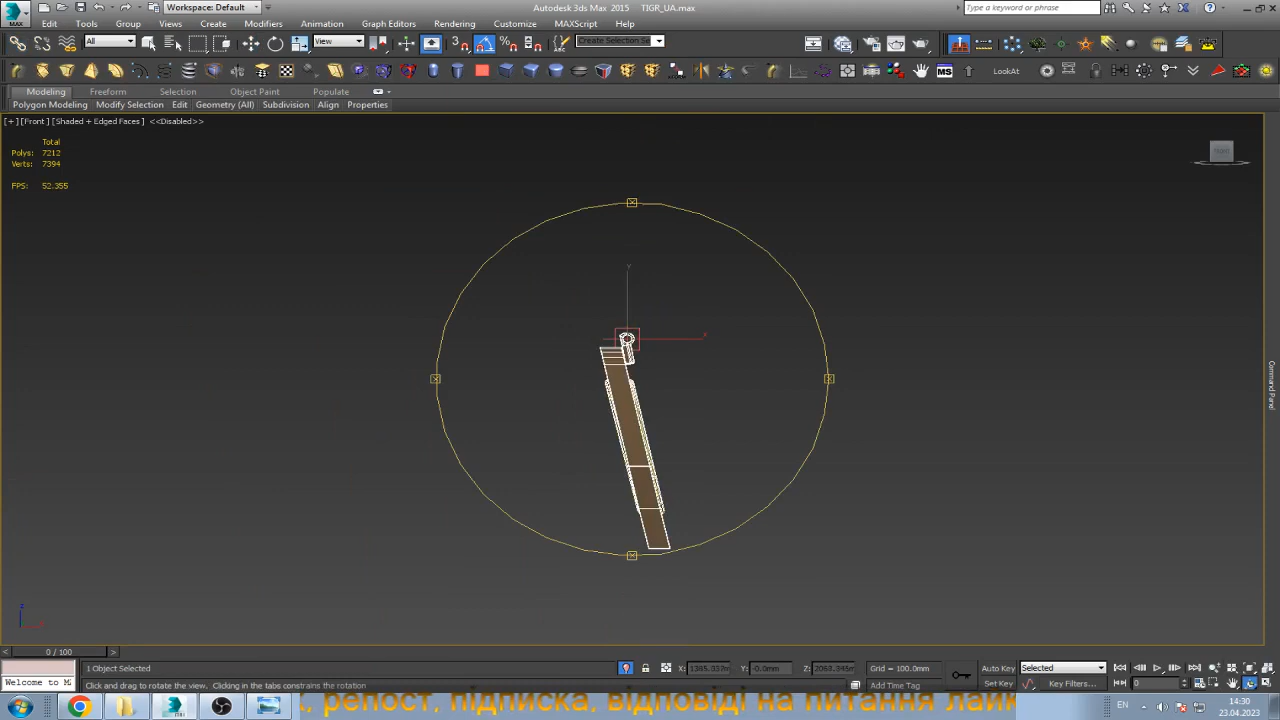 Workspace: Default
Autodesk 3ds Max 2015    TIGR_UA.max
Type a keyword or phrase
MAX
Edit Tools Group Views Create Modifiers Animation Graph Editors Rendering Customize MAXScript Help
All
View
Create Selection Se
MS
LookAt
Modeling Freeform Selection Object Paint Populate
Polygon Modeling Modify Selection Edit Geometry (All) Subdivision Align Properties
[+] [Front] [Shaded + Edged Faces] <<Disabled>>
Total
Polys: 7212
Verts: 7394
FPS: 52.355
Y
x
Command Panel
z
0 / 100
1 Object Selected
Y: -0.0mm
Grid = 100.0mm
Auto Key
Selected
Welcome to M
Click and drag to rotate the view. Clicking in the tabs constrains the rotation
Add Time Tag
Set Key
Key Filters...
0
репост, підписка, відповіді на питання лайк
EN
14:30
23.04.2023